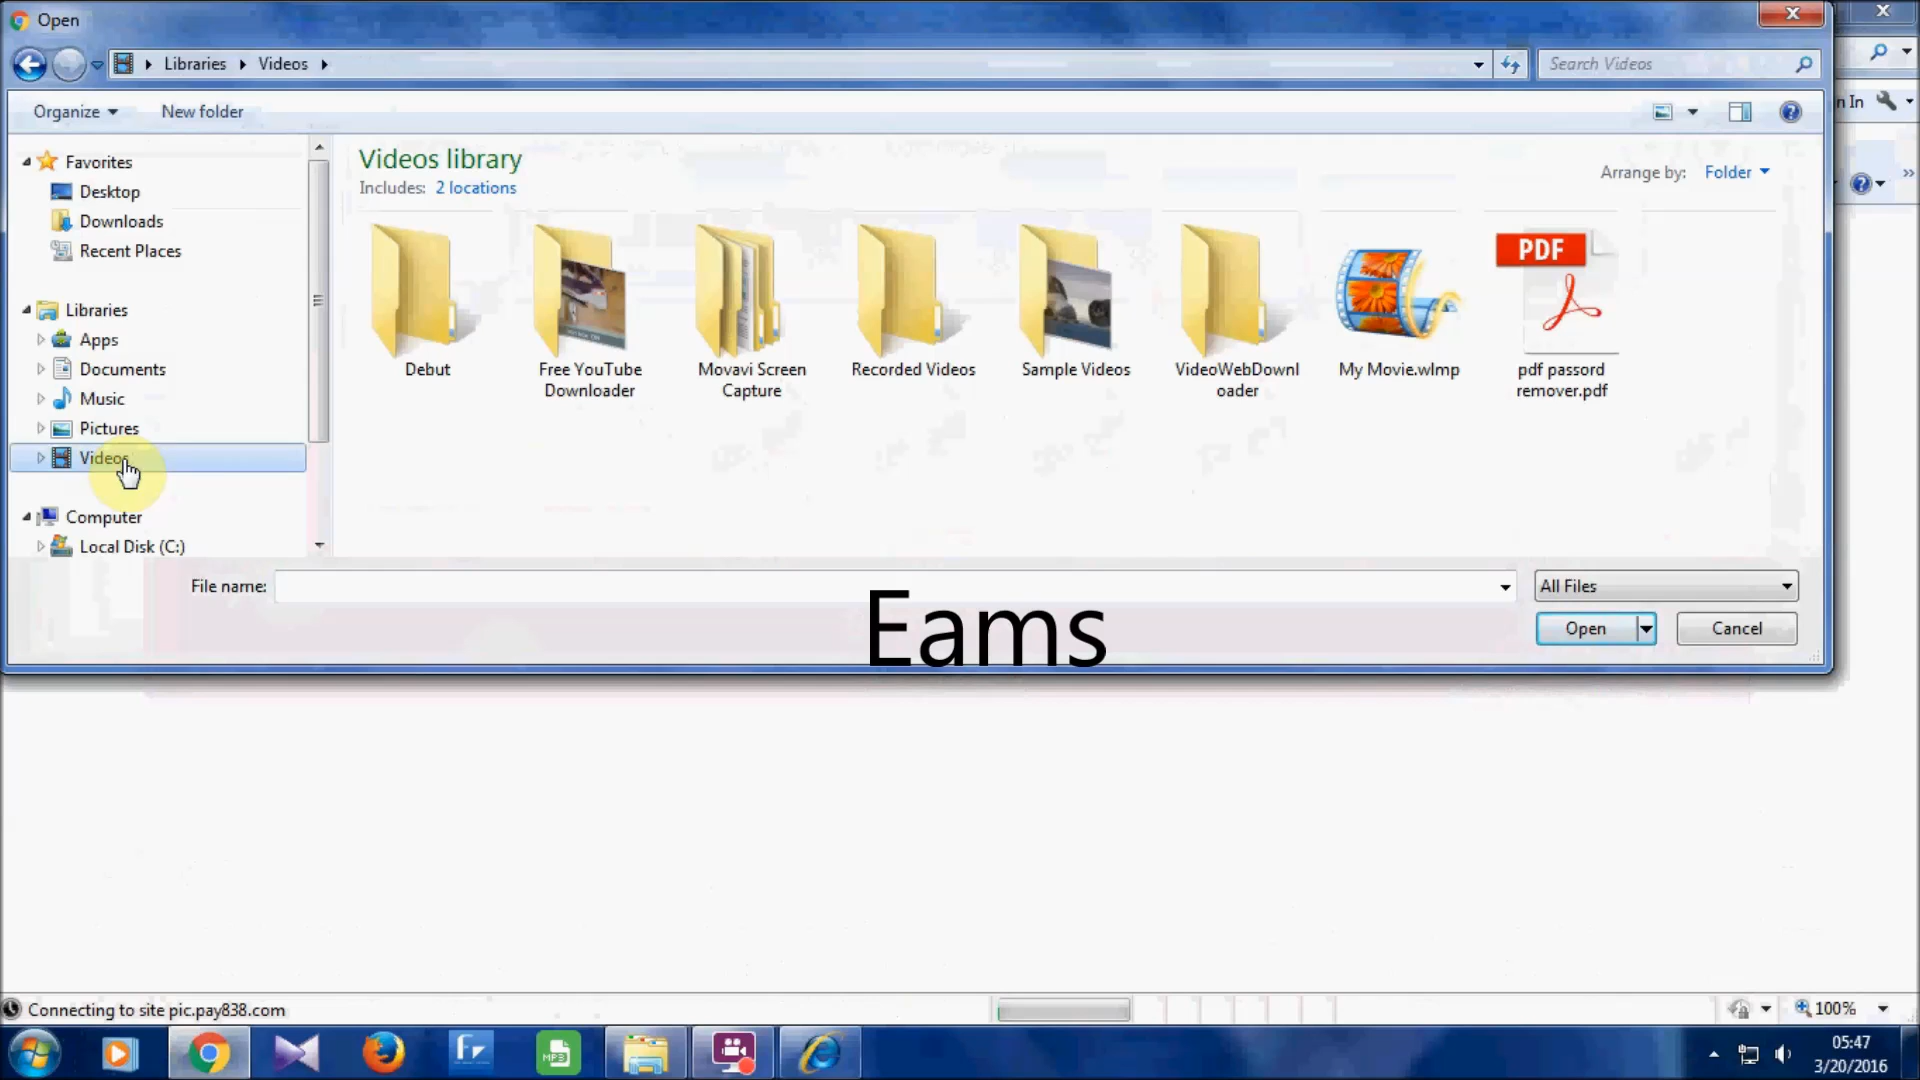 Open
Libraries
Videos
Search Videos
Organize
New folder
n In
Favorites
Desktop
Downloads
Recent Places
Libraries
Apps
Documents
Music
Pictures
Videos
Computer
Local Disk (C:)
Videos library
Includes: 2 locations
Arrange by: Folder
Debut
Free YouTube
Downloader
Movavi Screen
Capture
Recorded Videos
Sample Videos
VideoWebDownl
oader
My Movie.wlmp
PDF
pdf passord
remover.pdf
File name:
All Files
Open
Cancel
Eams
Connecting to site pic.pay838.com
100%
MP3
05:47
3/20/2016